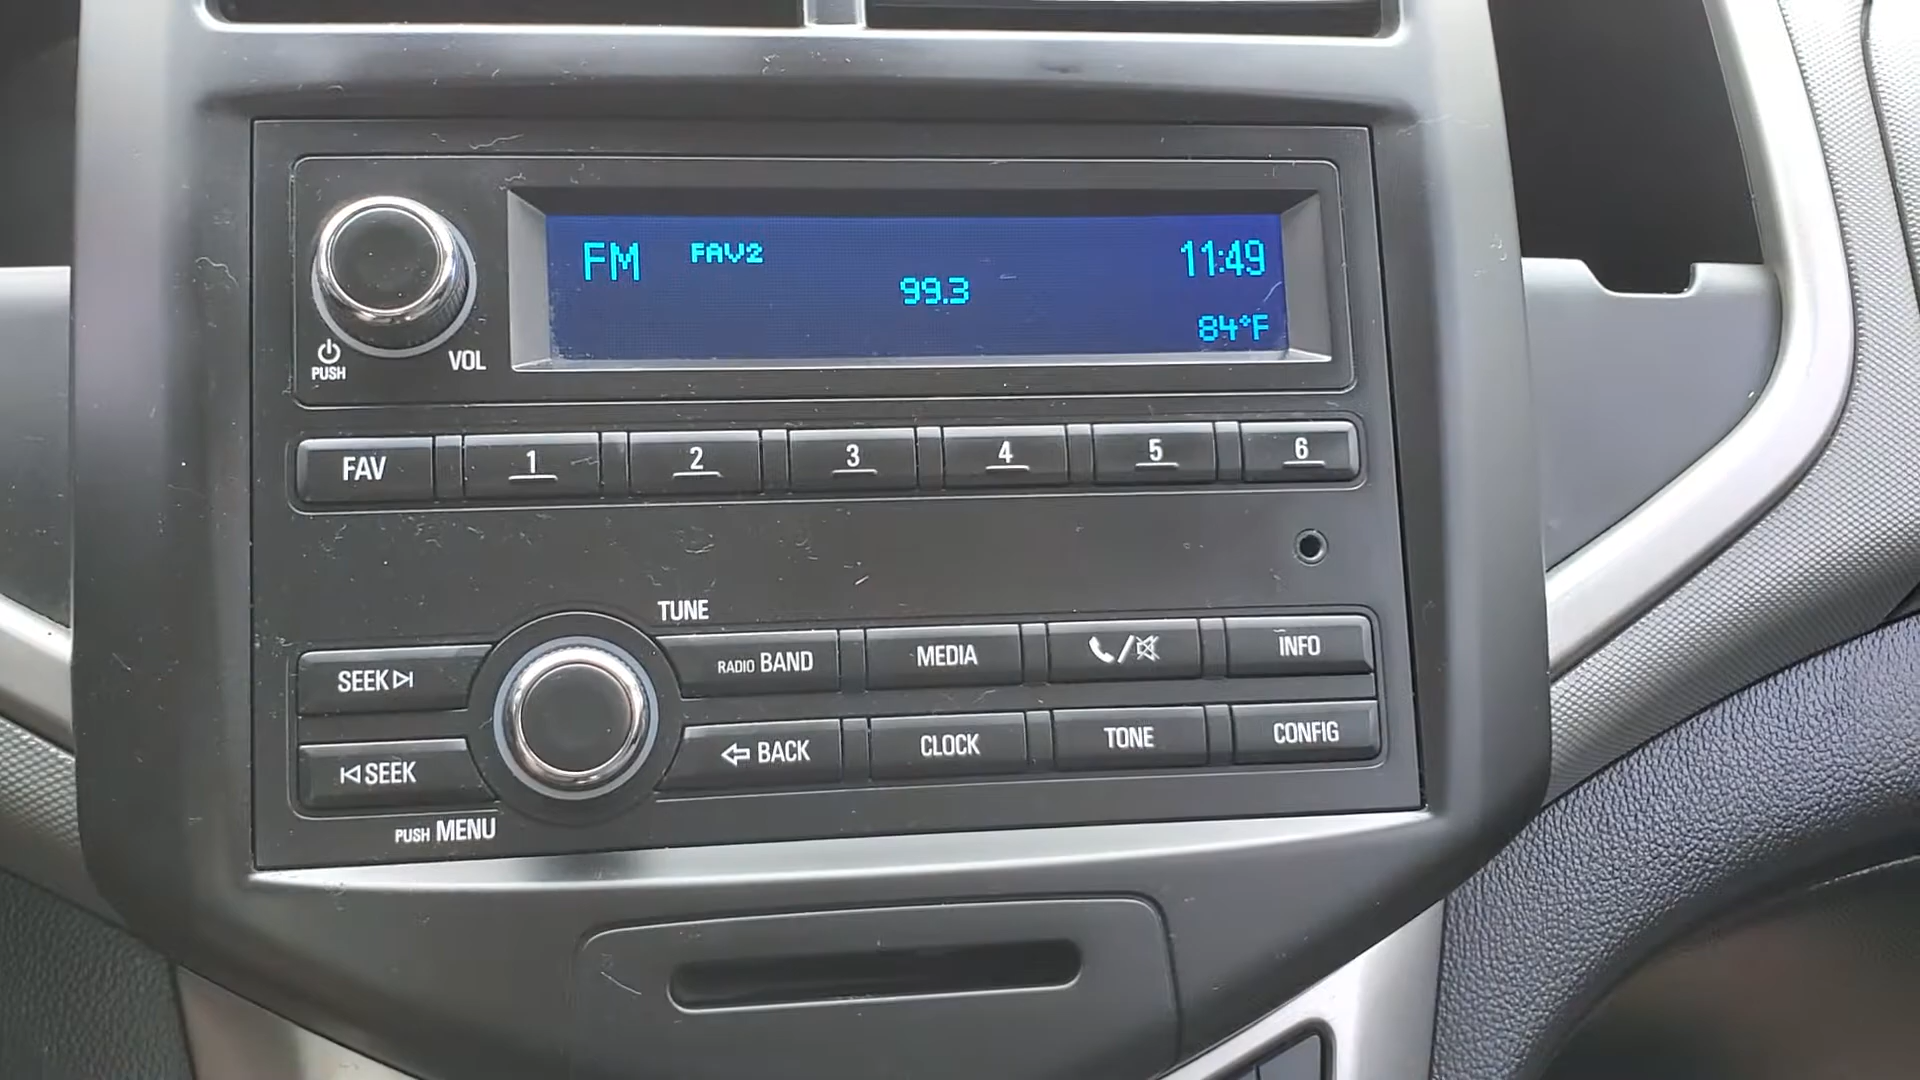 FM FAV2 11:49
99.3
84°F
PUSH VOL
FAV 1 2 3 4 5 6
TUNE
SEEK RADIO BAND MEDIA INFO
SEEK BACK CLOCK TONE CONFIG
PUSH MENU